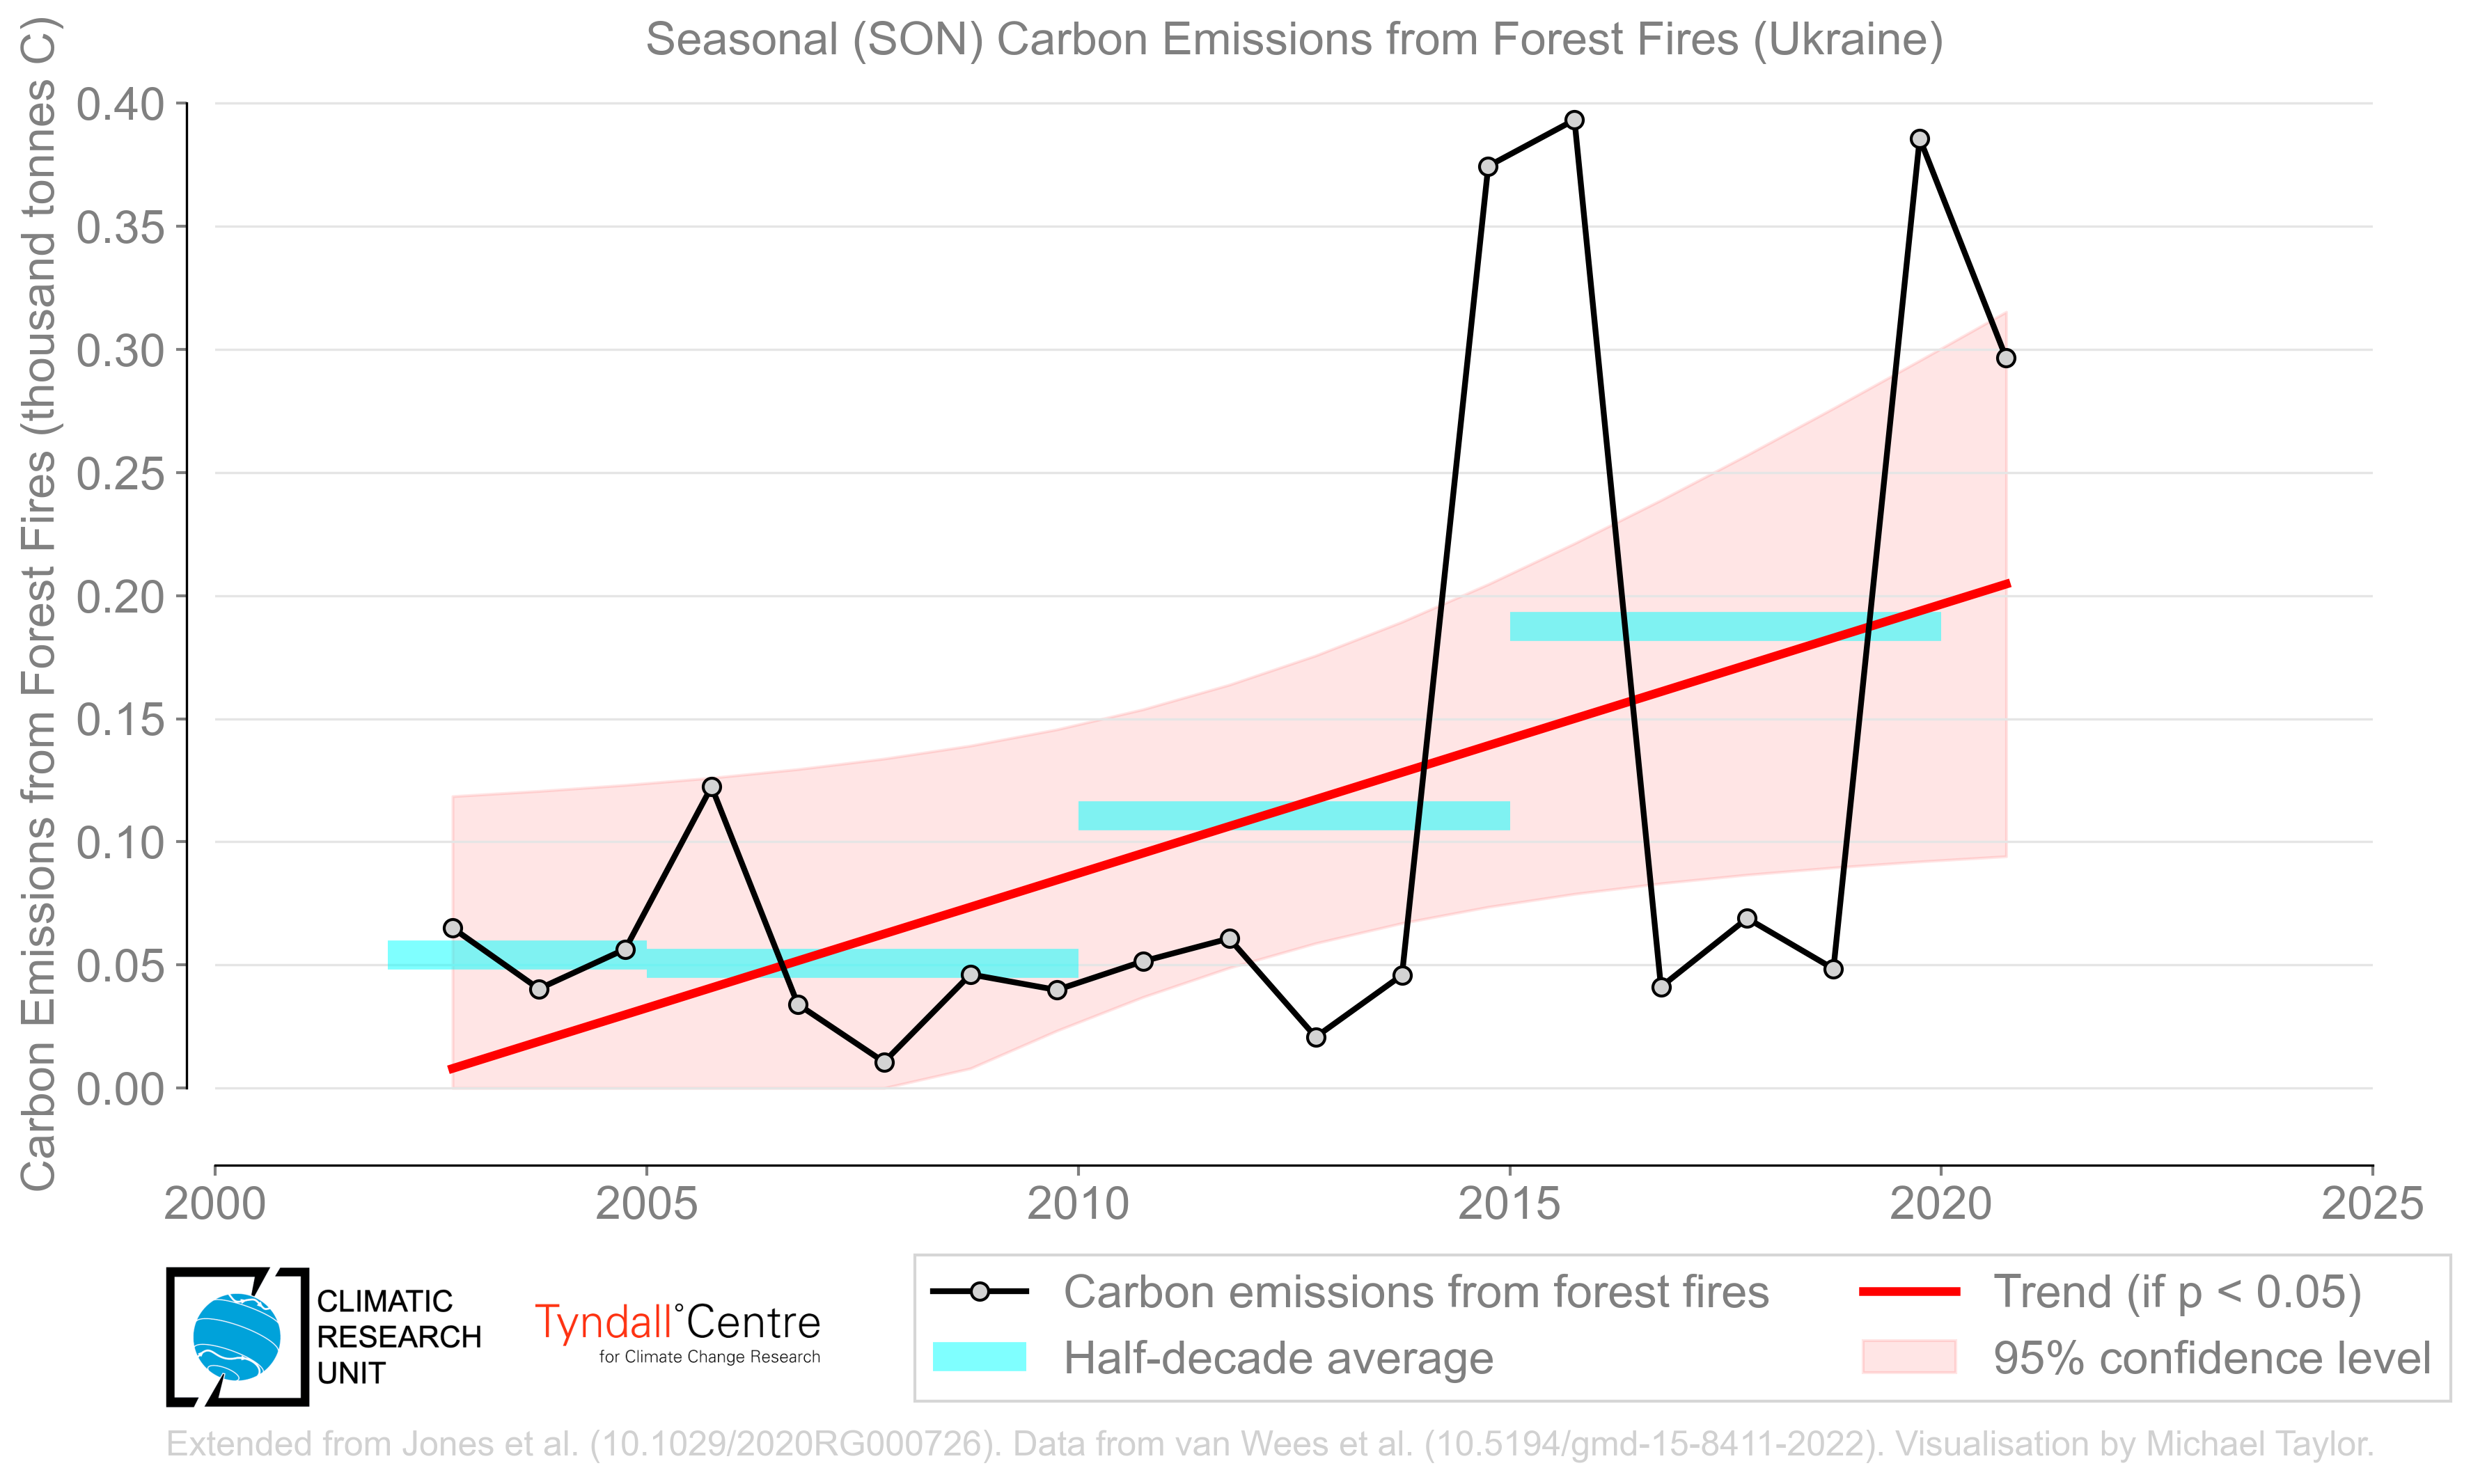 Seasonal (SON) Carbon Emissions from Forest Fires (Ukraine)
Carbon Emissions from Forest Fires (thousand tonnes C)
0.40
0.35
0.30
0.25
0.20
0.15
0.10
0.05
0.00
2000 2005 2010 2015 2020 2025
CLIMATIC
RESEARCH
UNIT
Tyndall°Centre
for Climate Change Research
Carbon emissions from forest fires
Half-decade average
Trend (if p < 0.05)
95% confidence level
Extended from Jones et al. (10.1029/2020RG000726). Data from van Wees et al. (10.5194/gmd-15-8411-2022). Visualisation by Michael Taylor.